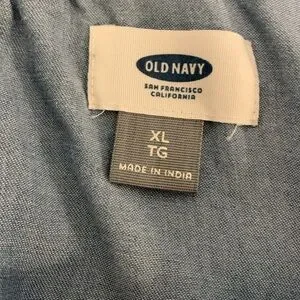 OLD NAVY
SAN FRANCISCO
CALIFORNIA
XL
TG
MADE IN INDIA